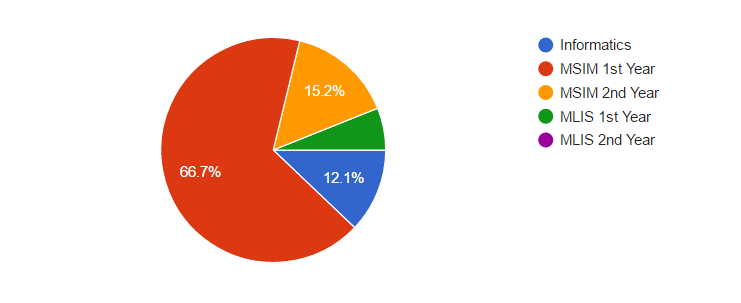 15.2%
66.7%
12.1%
Informatics
MSIM 1st Year
MSIM 2nd Year
MLIS 1st Year
MLIS 2nd Year